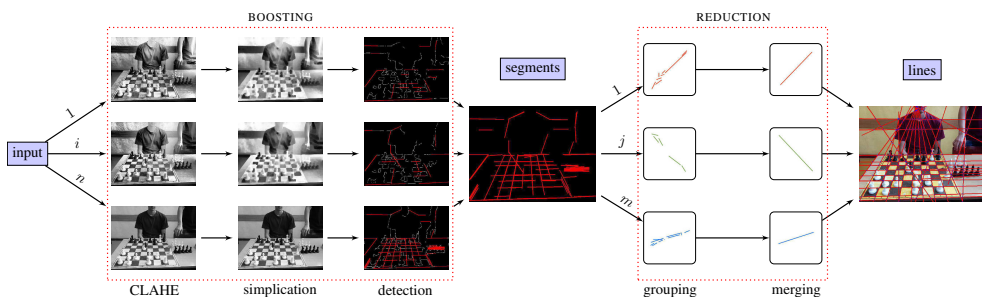 BOOSTING
REDUCTION
segments
lines
input
1
i
n
1
j
m
CLAHE
simplication
detection
grouping
merging